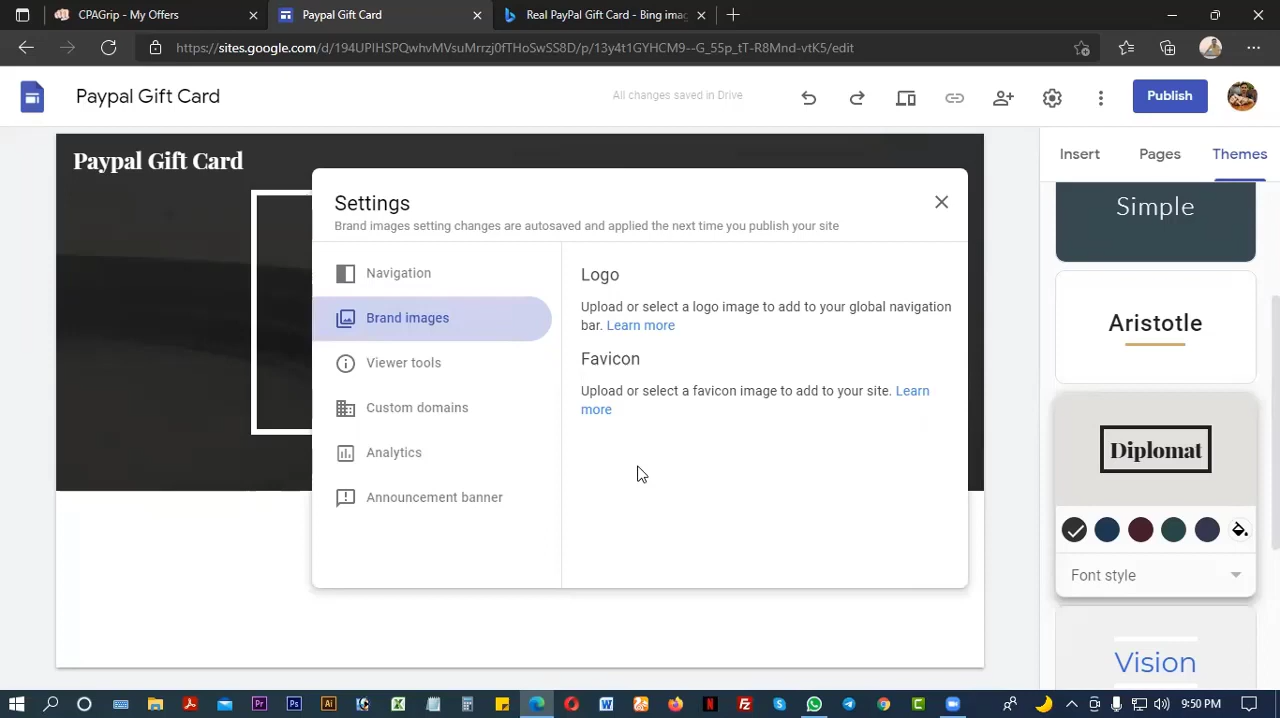 CPAGrip - My Offers
Paypal Gift Card
Real PayPal Gift Card - Bing imag
https://sites.google.com/d/194UPIHSPQwhvMVsuMrrzj0fTHoSwSS8D/p/13y4t1GYHCM9--G_55p_tT-R8Mnd-vtK5/edit
Paypal Gift Card
All changes saved in Drive
Publish
Paypal Gift Card
Insert
Pages
Themes
Settings
Brand images setting changes are autosaved and applied the next time you publish your site
Navigation
Brand images
Viewer tools
Custom domains
Analytics
Announcement banner
Logo
Upload or select a logo image to add to your global navigation
bar. Learn more
Favicon
Upload or select a favicon image to add to your site. Learn
more
Simple
Aristotle
Diplomat
Font style
Vision
9:50 PM